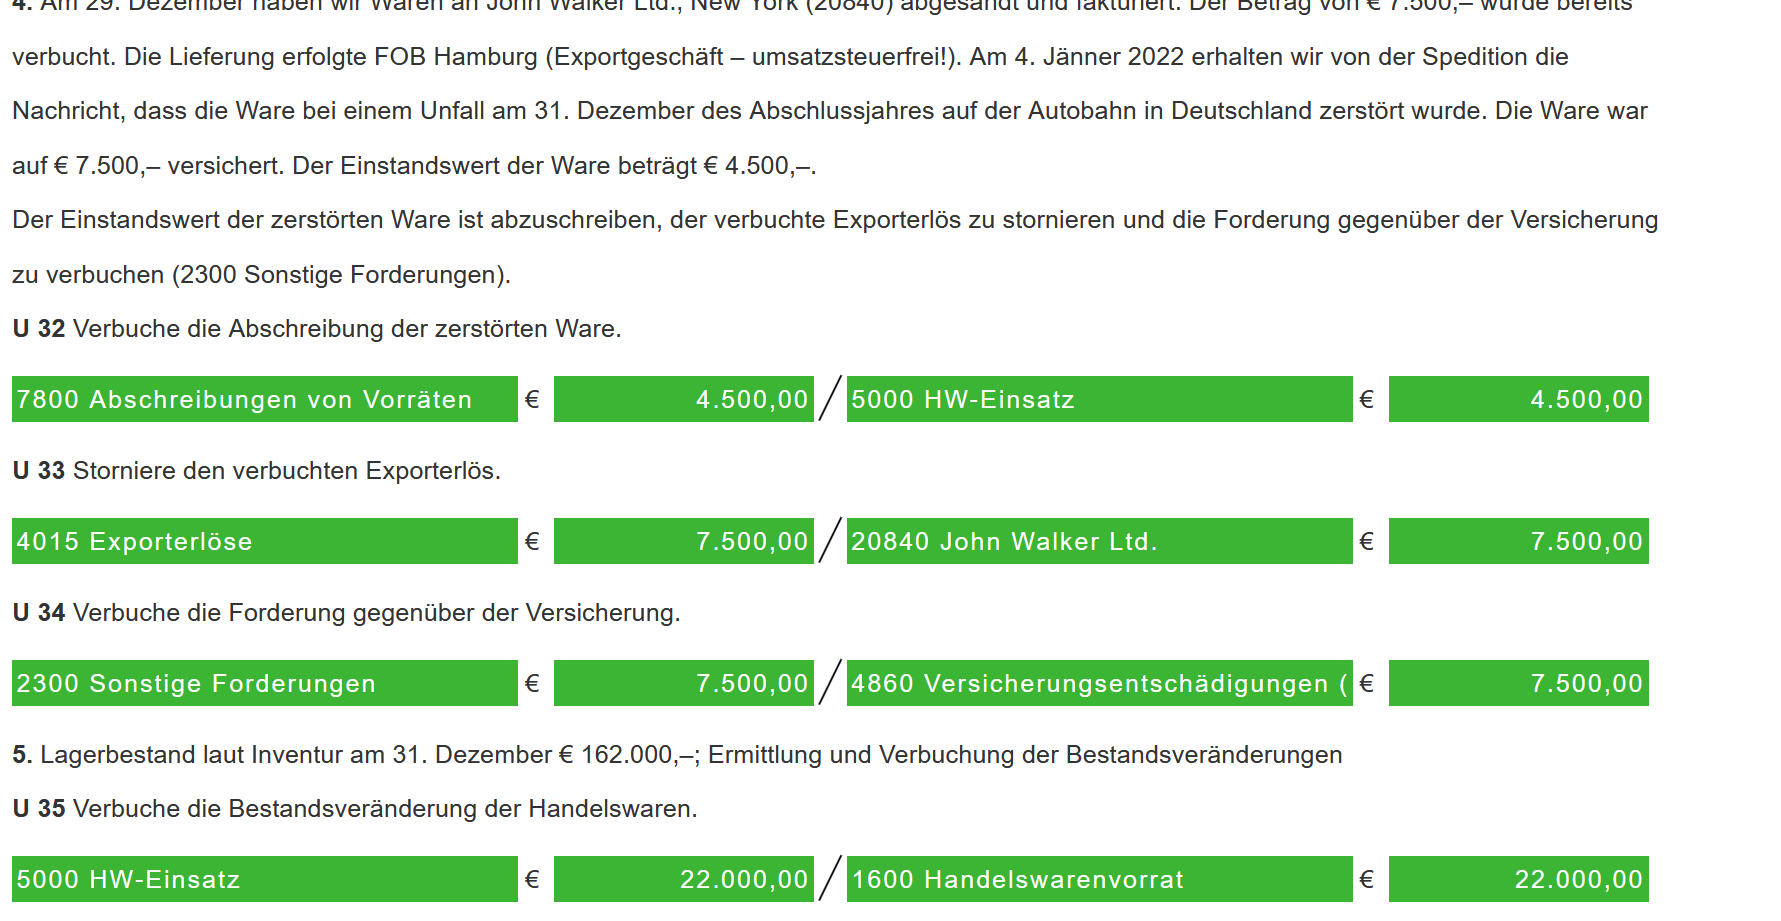 4. Am 29. Dezember haben wir Waren an John Walker Ltd., New York (20840) abgesandt und fakturiert. Der Betrag von € 7.500,– wurde bereits
verbucht. Die Lieferung erfolgte FOB Hamburg (Exportgeschäft – umsatzsteuerfrei!). Am 4. Jänner 2022 erhalten wir von der Spedition die
Nachricht, dass die Ware bei einem Unfall am 31. Dezember des Abschlussjahres auf der Autobahn in Deutschland zerstört wurde. Die Ware war
auf € 7.500,– versichert. Der Einstandswert der Ware beträgt € 4.500,–.
Der Einstandswert der zerstörten Ware ist abzuschreiben, der verbuchte Exporterlös zu stornieren und die Forderung gegenüber der Versicherung
zu verbuchen (2300 Sonstige Forderungen).
U 32 Verbuche die Abschreibung der zerstörten Ware.
7800 Abschreibungen von Vorräten € 4.500,00 / 5000 HW-Einsatz € 4.500,00
U 33 Storniere den verbuchten Exporterlös.
4015 Exporterlöse € 7.500,00 / 20840 John Walker Ltd. € 7.500,00
U 34 Verbuche die Forderung gegenüber der Versicherung.
2300 Sonstige Forderungen € 7.500,00 / 4860 Versicherungsentschädigungen ( € 7.500,00
5. Lagerbestand laut Inventur am 31. Dezember € 162.000,–; Ermittlung und Verbuchung der Bestandsveränderungen
U 35 Verbuche die Bestandsveränderung der Handelswaren.
5000 HW-Einsatz € 22.000,00 / 1600 Handelswarenvorrat € 22.000,00